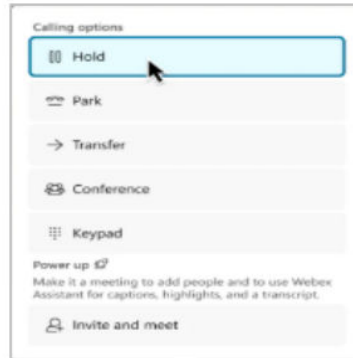 Calling options
Hold
Park
Transfer
Conference
Keypad
Power up
Make it a meeting to add people and to use Webex
Assistant for captions, highlights, and a transcript.
Invite and meet